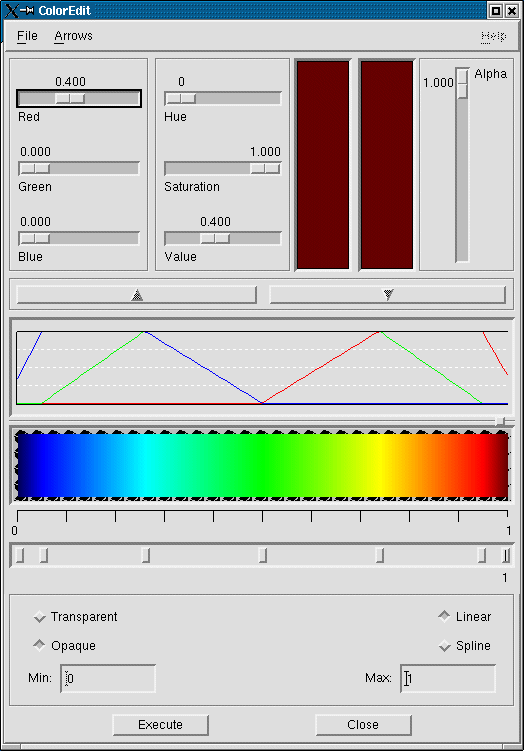 ColorEdit
File Arrows Help
0.400 0 1.000 Alpha
Red Hue
0.000 1.000
Green Saturation
0.000 0.400
Blue Value
0 1
1
Transparent Linear
Opaque Spline
Min: 0 Max: 1
Execute Close